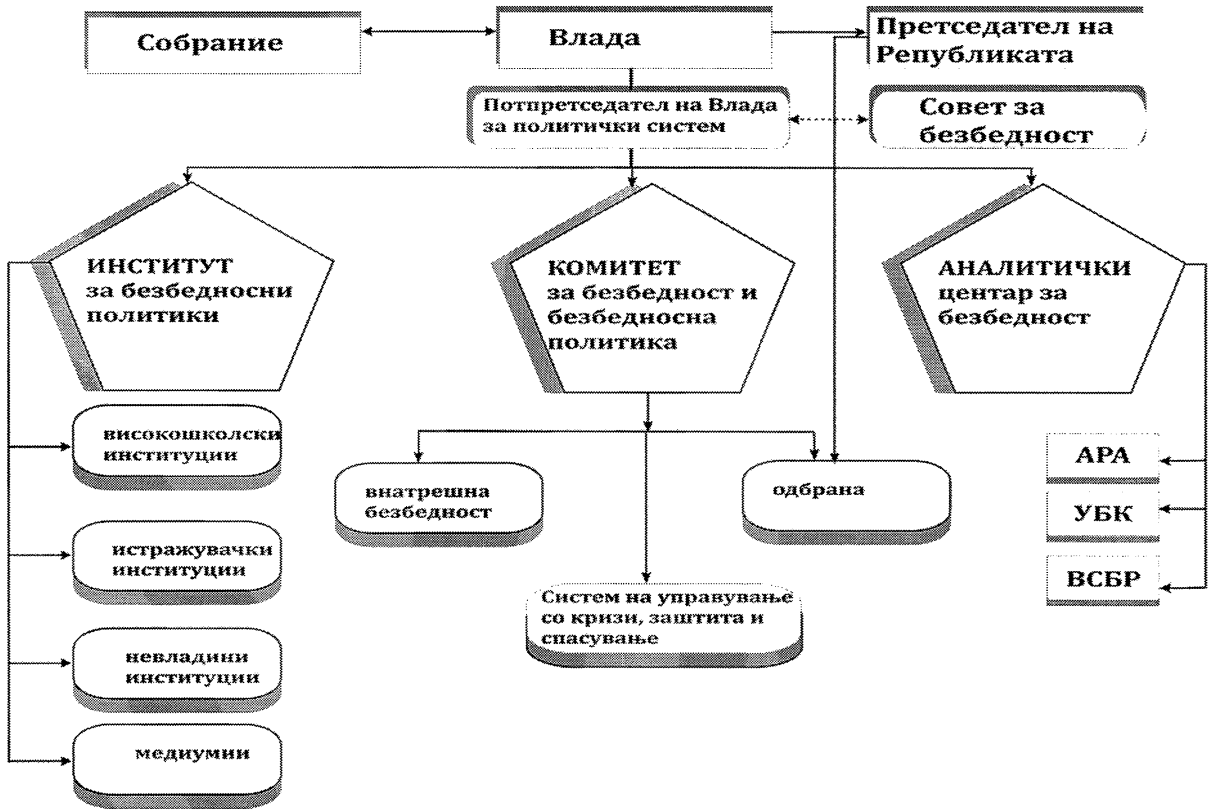 Собрание
Влада
Претседател на
Републиката
Потпретседател на Влада
за политички систем
Совет за
безбедност
ИНСТИТУТ
за безбедносни
политики
КОМИТЕТ
за безбедност и
безбедносна
политика
АНАЛИТИЧКИ
центар за
безбедност
високошколски
институции
истражувачки
институции
невладини
институции
медиумии
внатрешна
безбедност
одбрана
Систем на управување
со кризи, заштита и
спасување
АРА
УБК
ВСБР